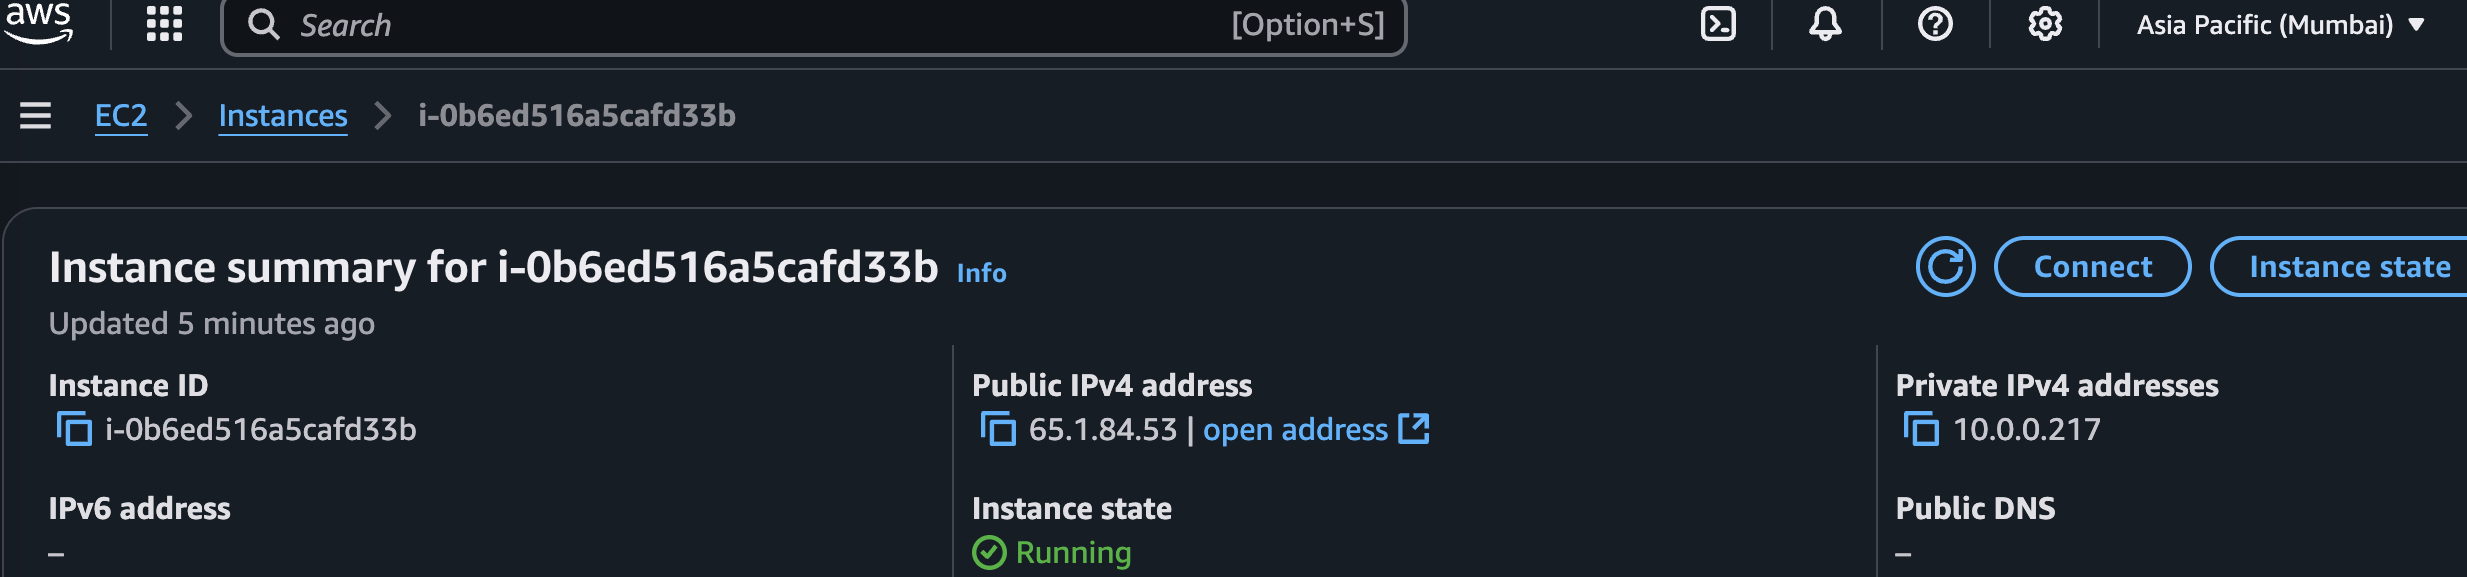 aws
Search [Option+S]
Asia Pacific (Mumbai)
EC2 Instances i-0b6ed516a5cafd33b
Instance summary for i-0b6ed516a5cafd33b Info
Connect
Instance state
Updated 5 minutes ago
Instance ID
i-0b6ed516a5cafd33b
Public IPv4 address
65.1.84.53 | open address
Private IPv4 addresses
10.0.0.217
IPv6 address
–
Instance state
Running
Public DNS
–